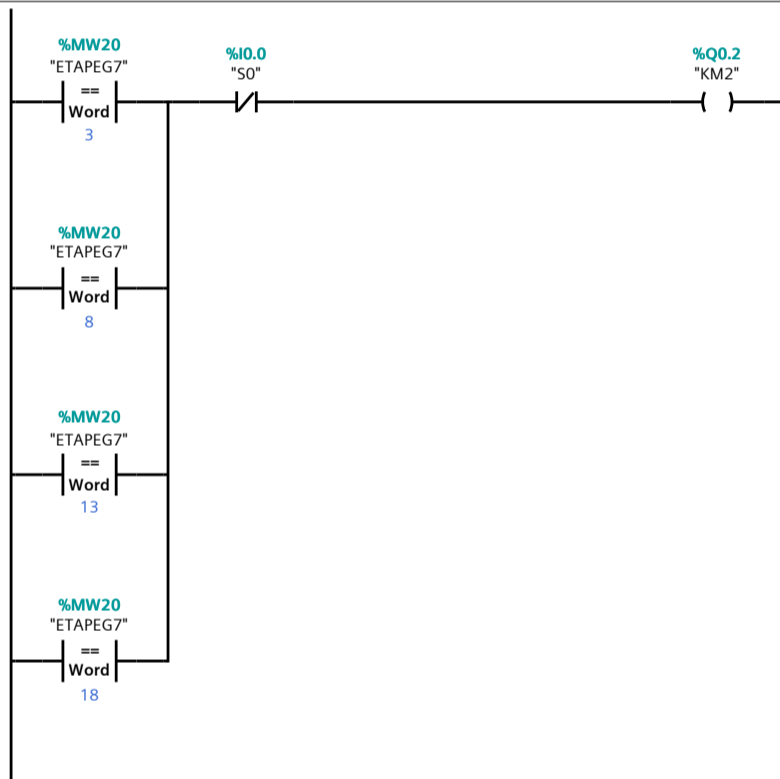 %MW20
"ETAPEG7"
==
Word
3
%I0.0
"S0"
%Q0.2
"KM2"
%MW20
"ETAPEG7"
==
Word
8
%MW20
"ETAPEG7"
==
Word
13
%MW20
"ETAPEG7"
==
Word
18